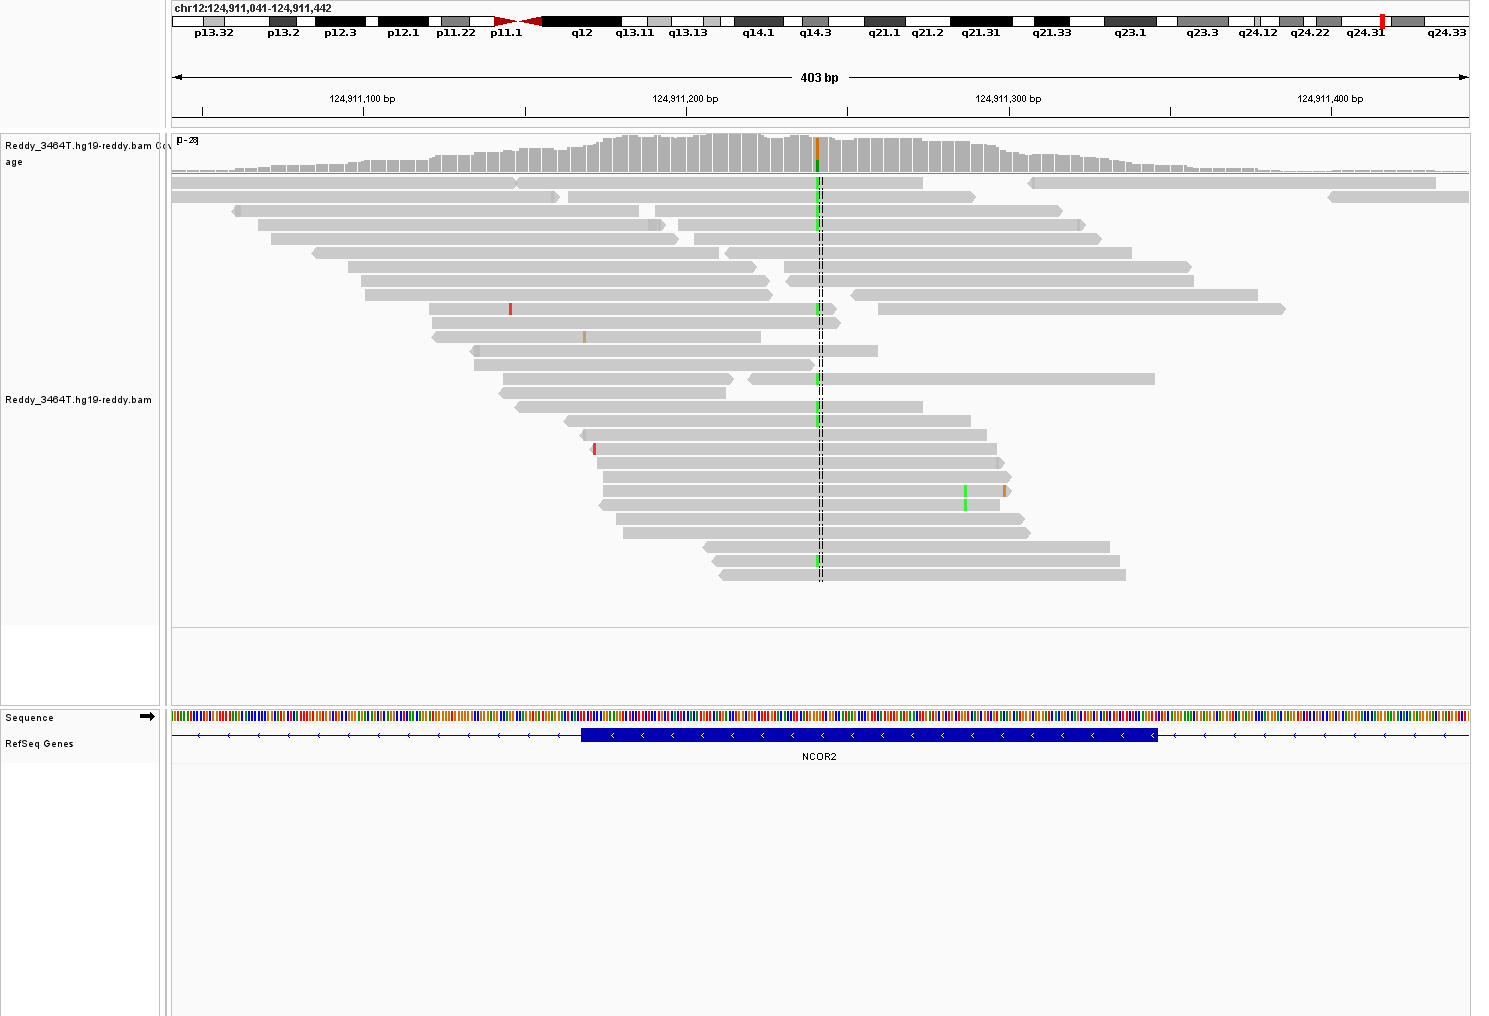 chr12:124,911,041-124,911,442
p13.32 p13.2 p12.3 p12.1 p11.22 p11.1 q12 q13.11 q13.13 q14.1 q14.3 q21.1 q21.2 q21.31 q21.33 q23.1 q23.3 q24.12 q24.22 q24.31 q24.33
403 bp
124,911,100 bp 124,911,200 bp 124,911,300 bp 124,911,400 bp
[0-28]
Reddy_3464T.hg19-reddy.bam Cov
age
Reddy_3464T.hg19-reddy.bam
Sequence
RefSeq Genes
NCOR2